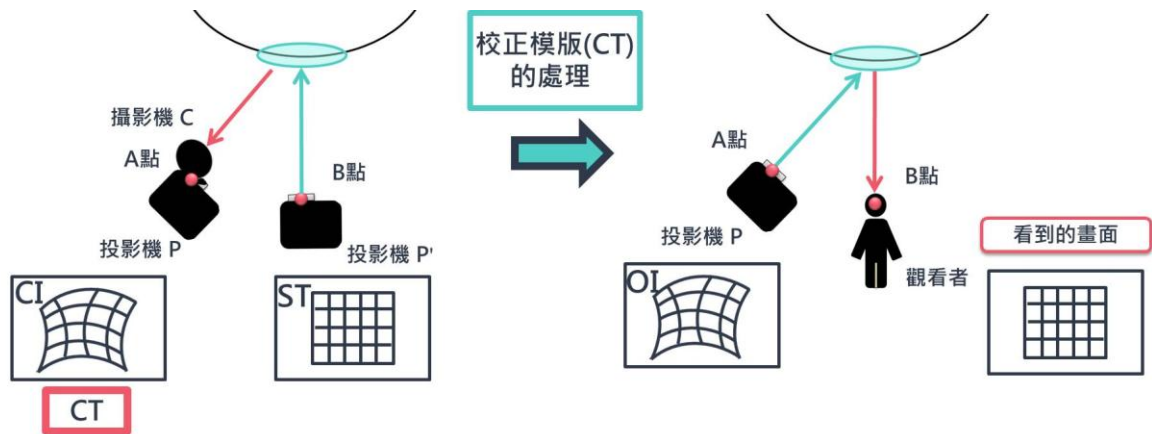 校正模版(CT)
的處理
攝影機 C
A點
B點
投影機 P
投影機 P'
CI
ST
CT
A點
B點
投影機 P
觀看者
看到的畫面
OI